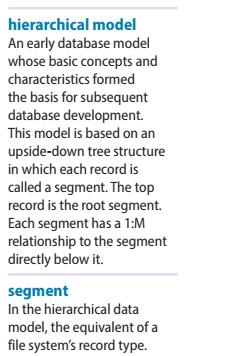 hierarchical model
An early database model
whose basic concepts and
characteristics formed
the basis for subsequent
database development.
This model is based on an
upside-down tree structure
in which each record is
called a segment. The top
record is the root segment.
Each segment has a 1:M
relationship to the segment
directly below it.
segment
In the hierarchical data
model, the equivalent of a
file system's record type.